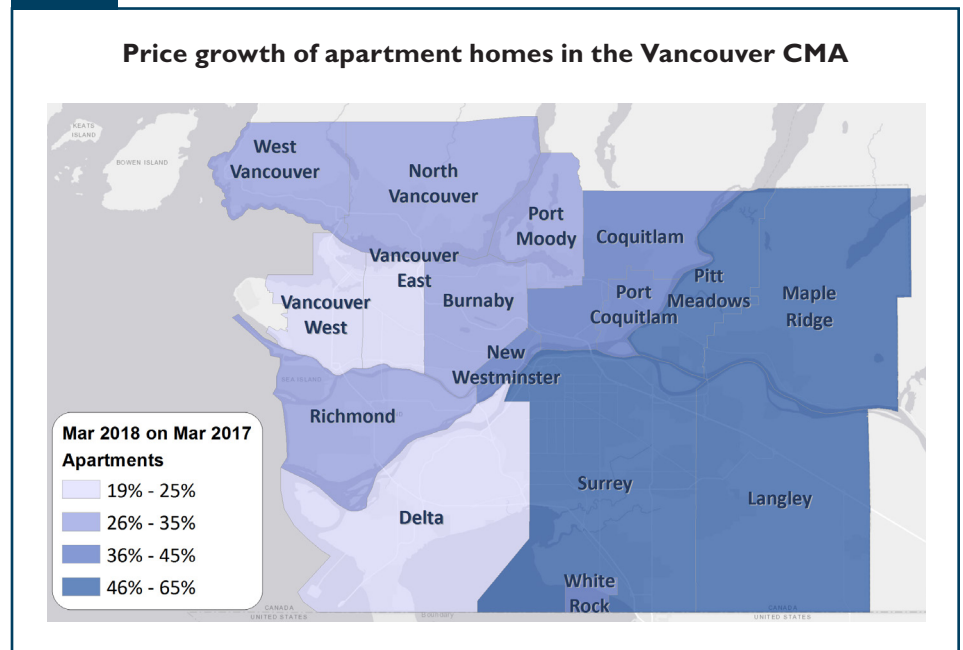 Price growth of apartment homes in the Vancouver CMA
KEATS
ISLAND
BOWEN ISLAND
West
Vancouver
North
Vancouver
Port
Moody
Coquitlam
Vancouver
East
Vancouver
West
Burnaby
Port
Coquitlam
Pitt
Meadows
Maple
Ridge
New
Westminster
SEA ISLAND
Richmond
Delta
Surrey
Langley
White
Rock
Mar 2018 on Mar 2017
Apartments
19% - 25%
26% - 35%
36% - 45%
46% - 65%
CANADA
UNITED STATES
CANADA
UNITED STATES